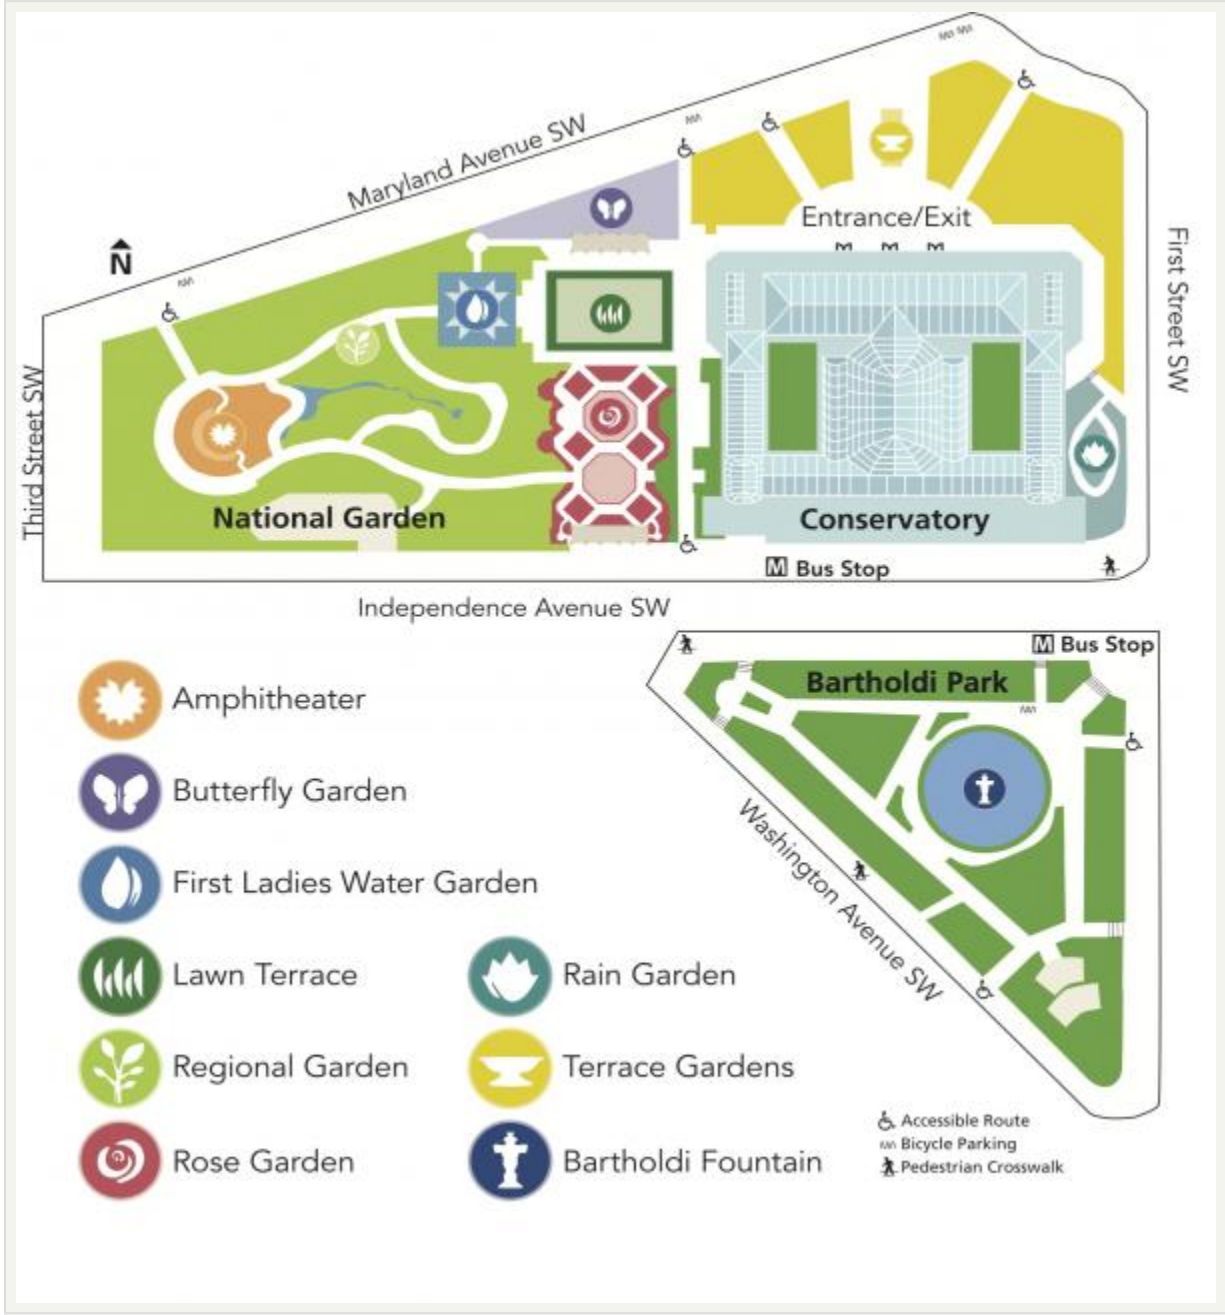 Maryland Avenue SW
N
Entrance/Exit
First Street SW
Third Street SW
National Garden
Conservatory
M Bus Stop
Independence Avenue SW
M Bus Stop
Bartholdi Park
Washington Avenue SW
Amphitheater
Butterfly Garden
First Ladies Water Garden
Lawn Terrace
Regional Garden
Rose Garden
Rain Garden
Terrace Gardens
Bartholdi Fountain
Accessible Route
Bicycle Parking
Pedestrian Crosswalk